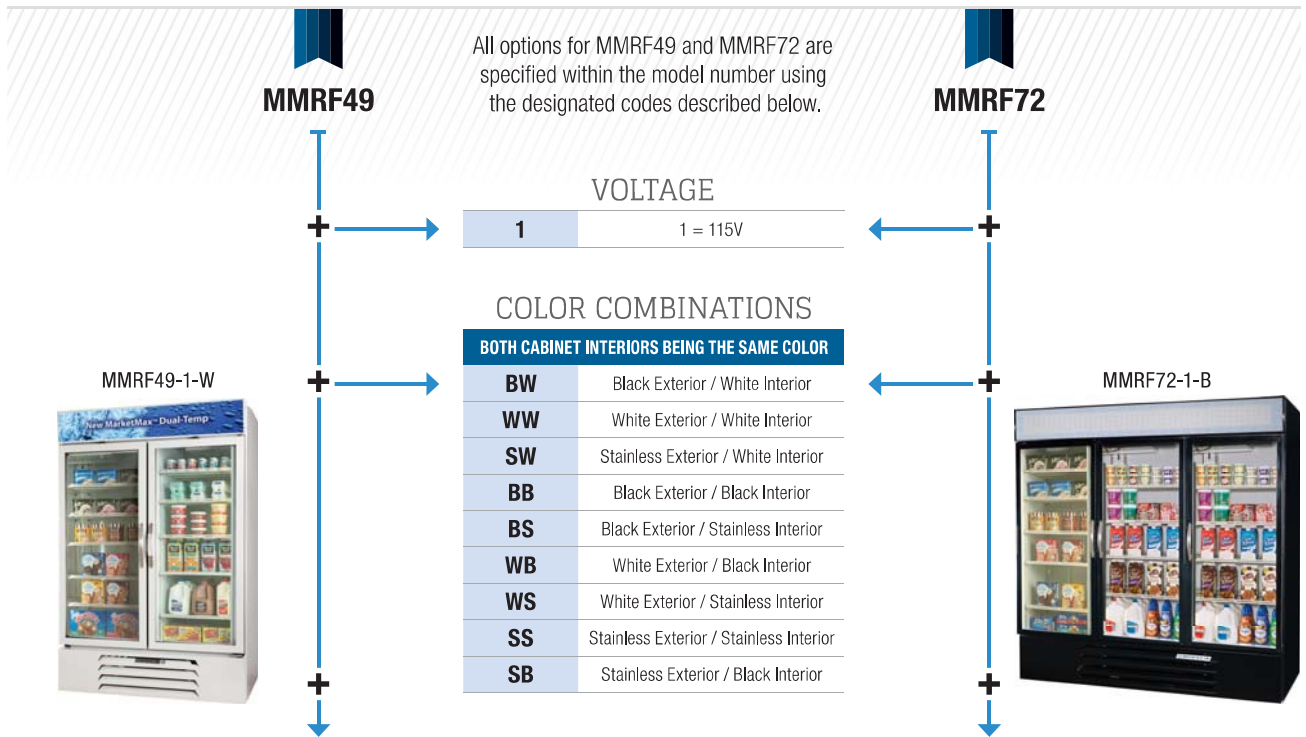 MMRF49
All options for MMRF49 and MMRF72 are
specified within the model number using
the designated codes described below.
MMRF72
VOLTAGE
1 1 = 115V
COLOR COMBINATIONS
BOTH CABINET INTERIORS BEING THE SAME COLOR
BW Black Exterior / White Interior
WW White Exterior / White Interior
SW Stainless Exterior / White Interior
BB Black Exterior / Black Interior
BS Black Exterior / Stainless Interior
WB White Exterior / Black Interior
WS White Exterior / Stainless Interior
SS Stainless Exterior / Stainless Interior
SB Stainless Exterior / Black Interior
MMRF49-1-W
New MarketMax™ Dual-Temp
MMRF72-1-B